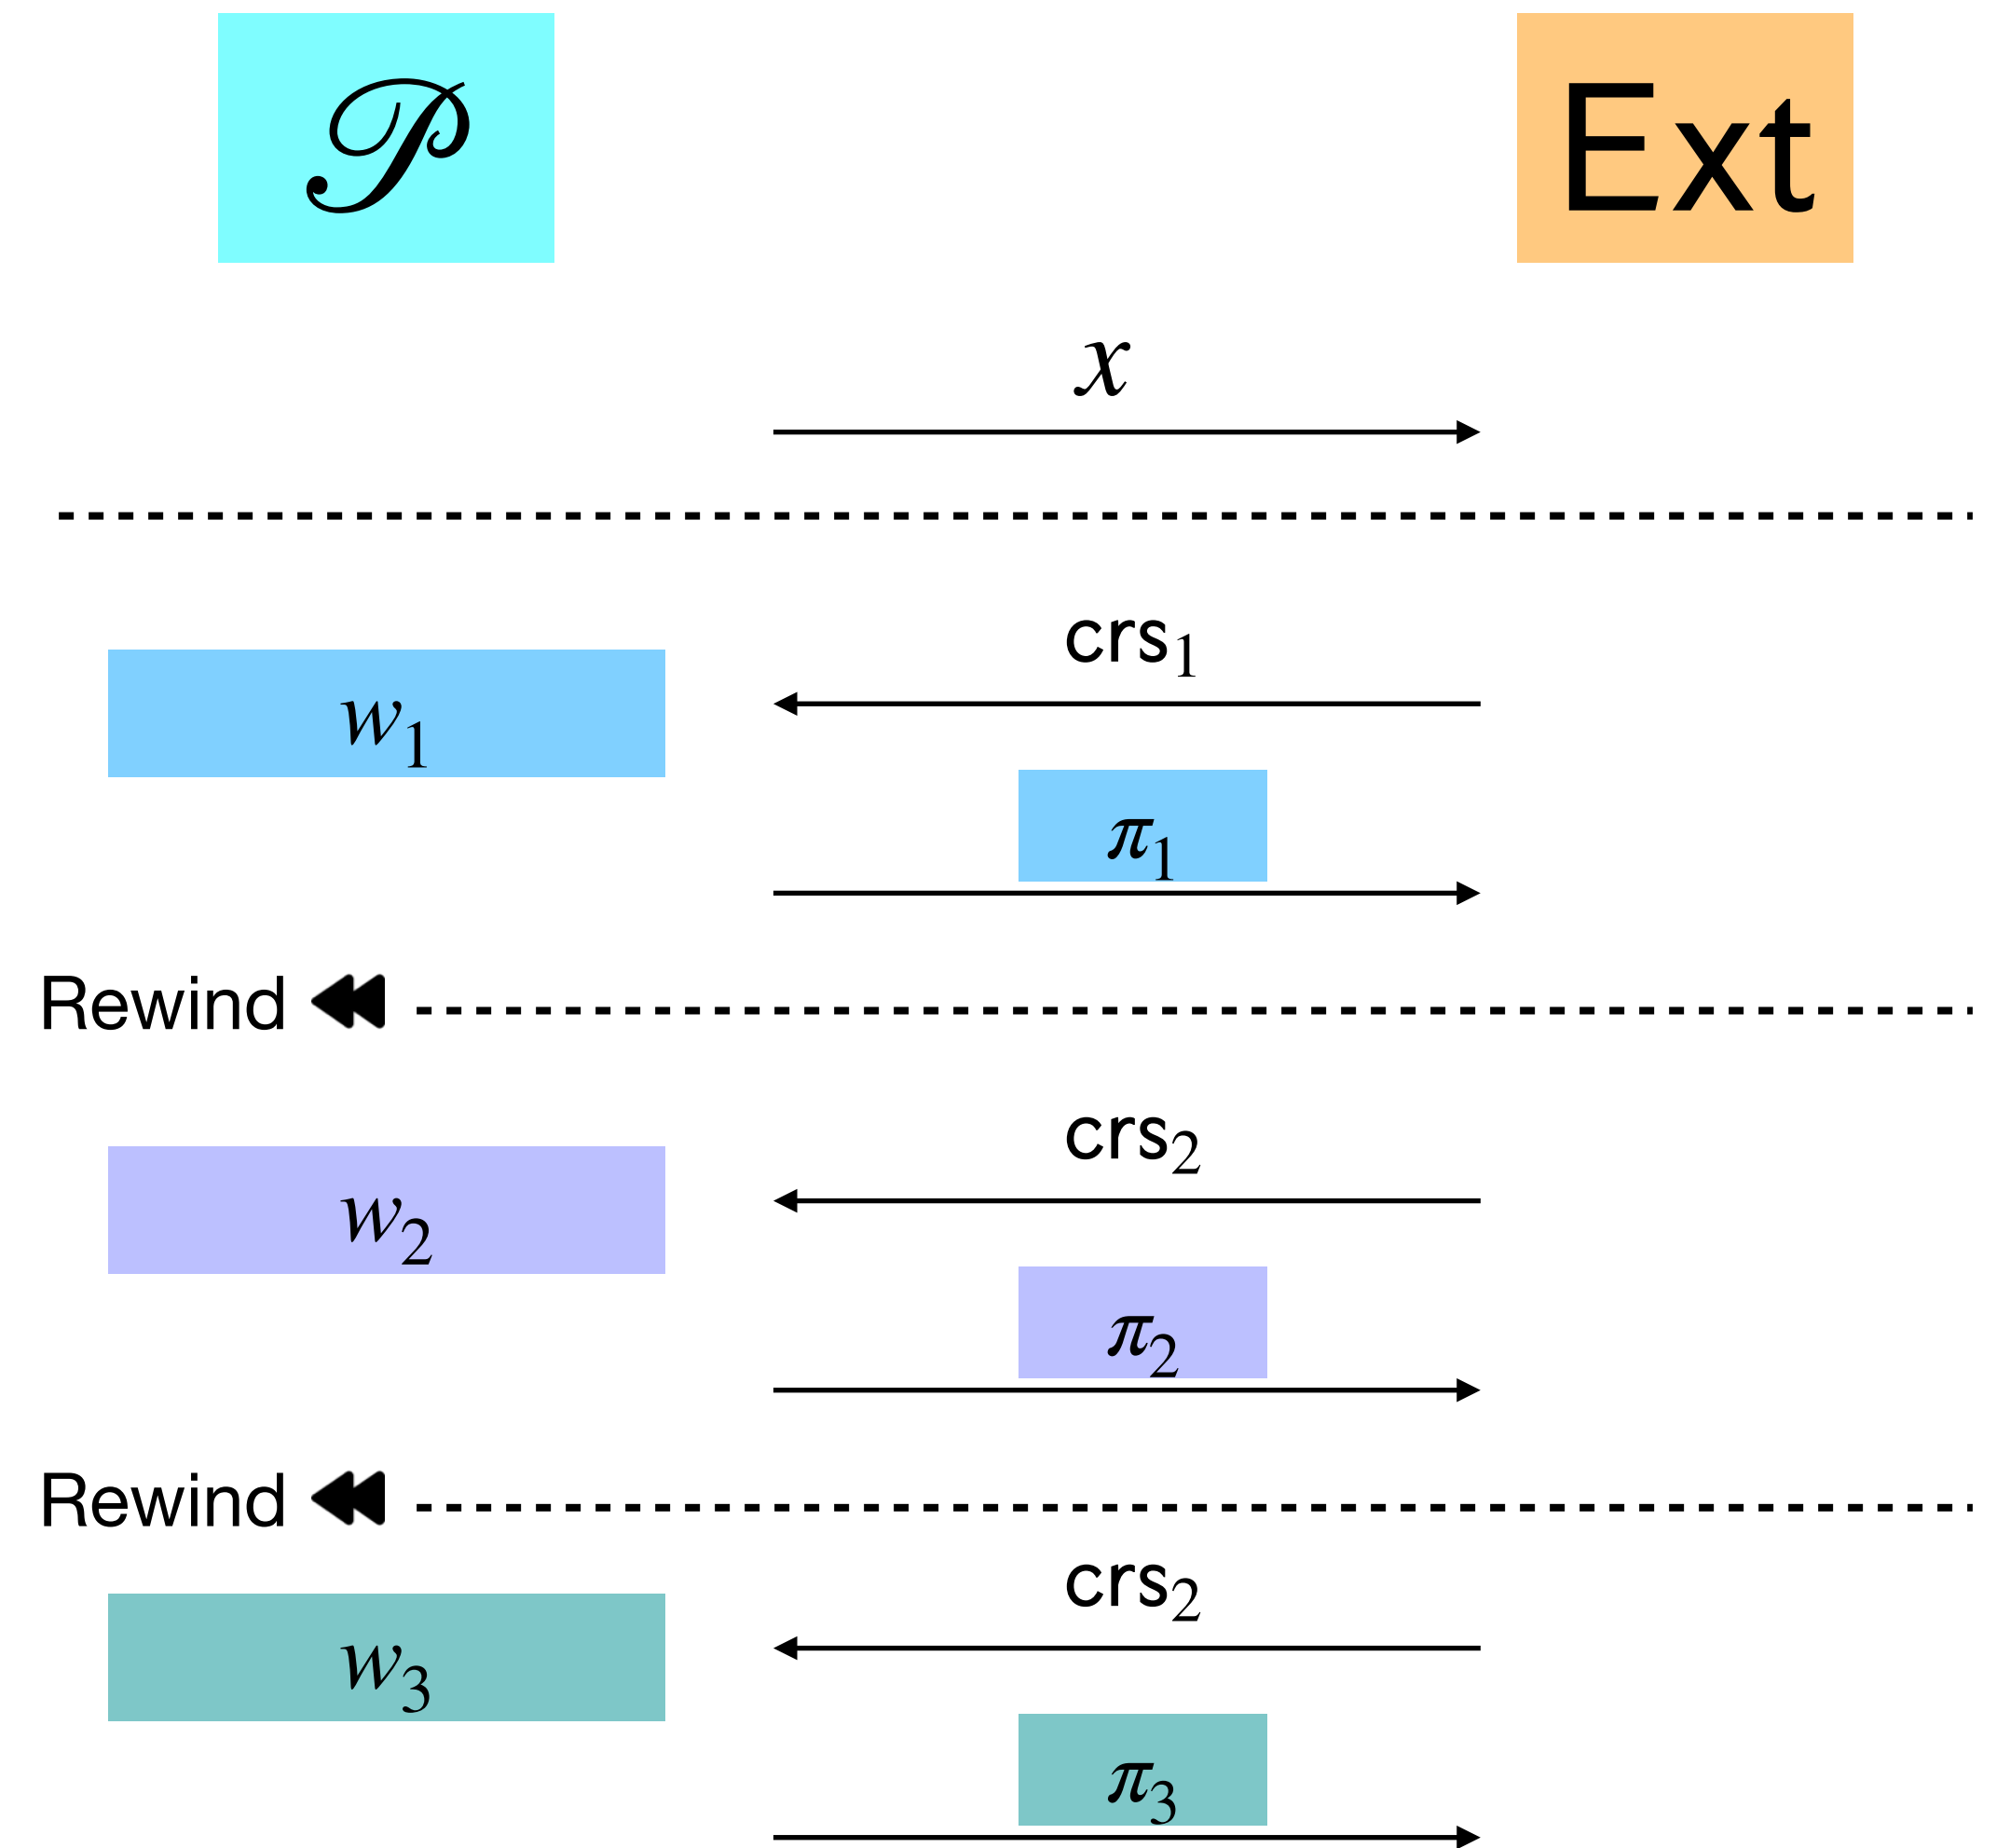 𝒫 Ext
x
crs₁
w₁
π₁
Rewind
crs₂
w₂
π₂
Rewind
crs₂
w₃
π₃